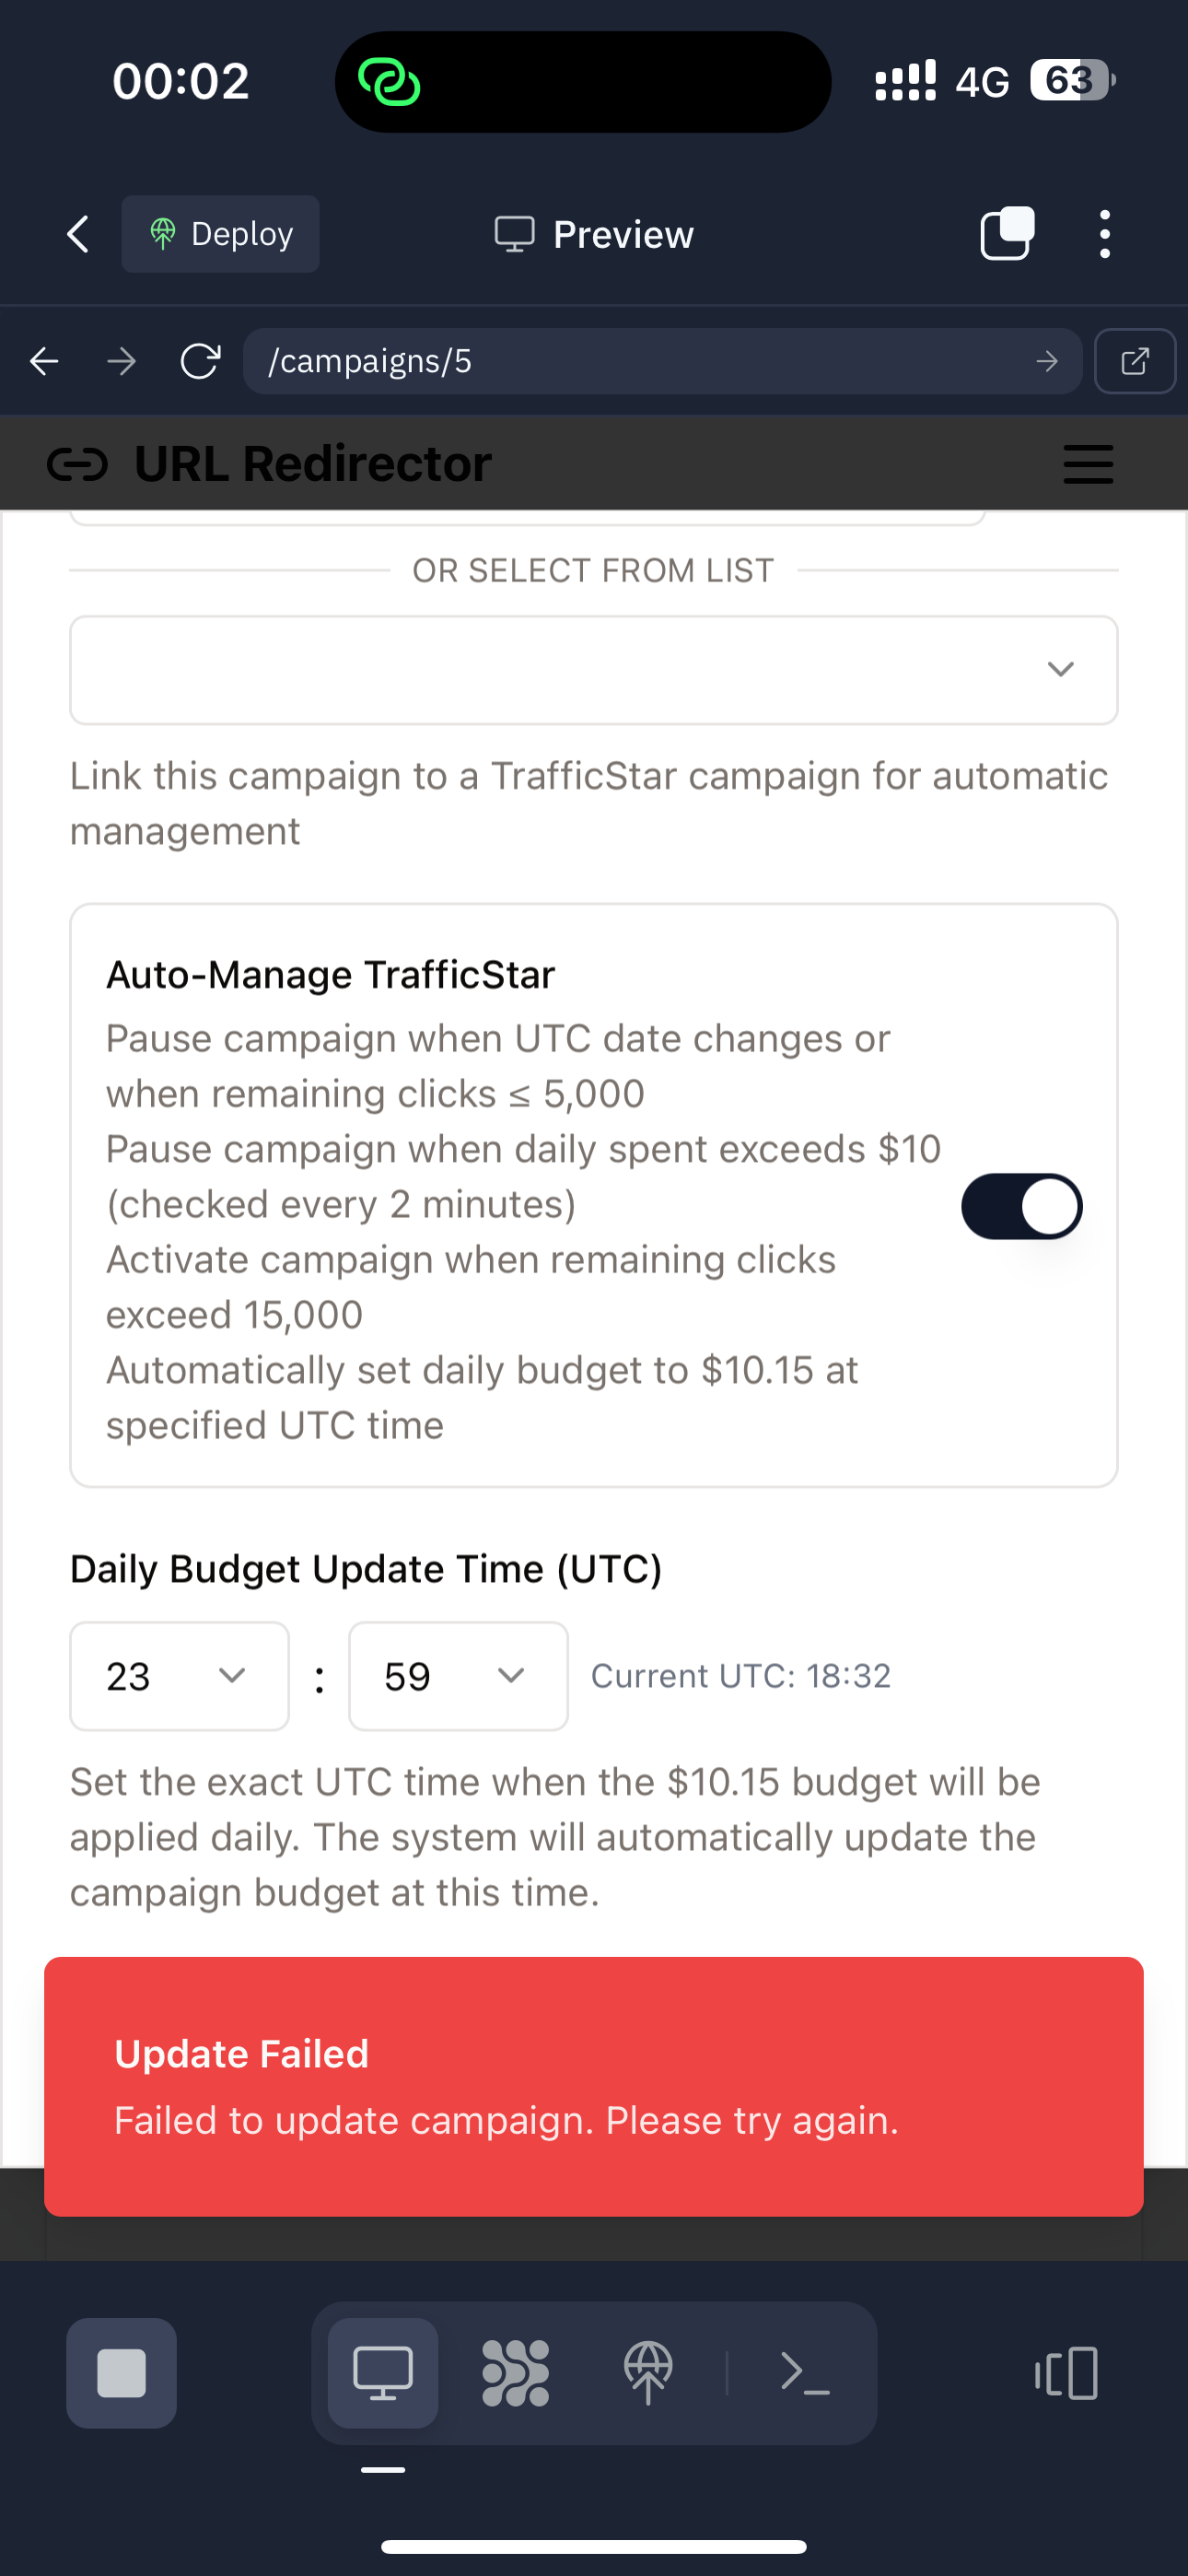 00:02
4G
63
Deploy
Preview
/campaigns/5
URL Redirector
OR SELECT FROM LIST
Link this campaign to a TrafficStar campaign for automatic
management
Auto-Manage TrafficStar
Pause campaign when UTC date changes or
when remaining clicks ≤ 5,000
Pause campaign when daily spent exceeds $10
(checked every 2 minutes)
Activate campaign when remaining clicks
exceed 15,000
Automatically set daily budget to $10.15 at
specified UTC time
Daily Budget Update Time (UTC)
23 : 59 Current UTC: 18:32
Set the exact UTC time when the $10.15 budget will be
applied daily. The system will automatically update the
campaign budget at this time.
Update Failed
Failed to update campaign. Please try again.